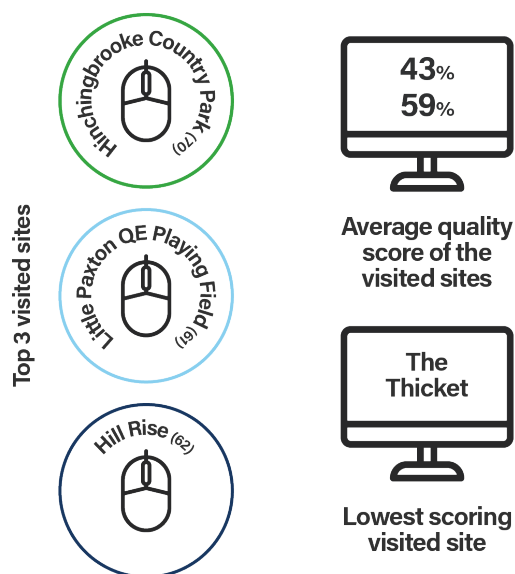 Top 3 visited sites
Hinchingbrooke Country Park (70)
Little Paxton QE Playing Field (61)
Hill Rise (62)
43%
59%
Average quality
score of the
visited sites
The
Thicket
Lowest scoring
visited site